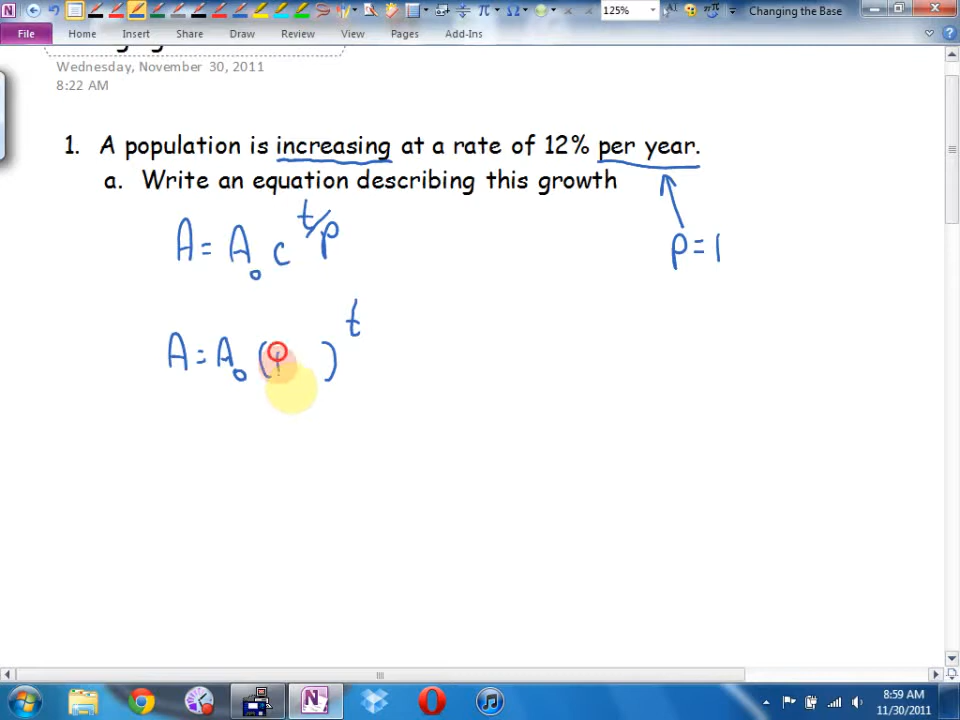 125%
Changing the Base
File Home Insert Share Draw Review View Pages Add-Ins
Wednesday, November 30, 2011
8:22 AM
1. A population is increasing at a rate of 12% per year.
a. Write an equation describing this growth
A = A₀ c^(t/p)
p = 1
A = A₀ (1 )^t
8:59 AM
11/30/2011